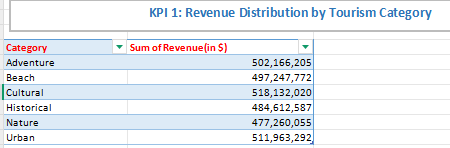 KPI 1: Revenue Distribution by Tourism Category
Category Sum of Revenue(in $)
Adventure 502,166,205
Beach 497,247,772
Cultural 518,132,020
Historical 484,612,587
Nature 477,260,055
Urban 511,963,292